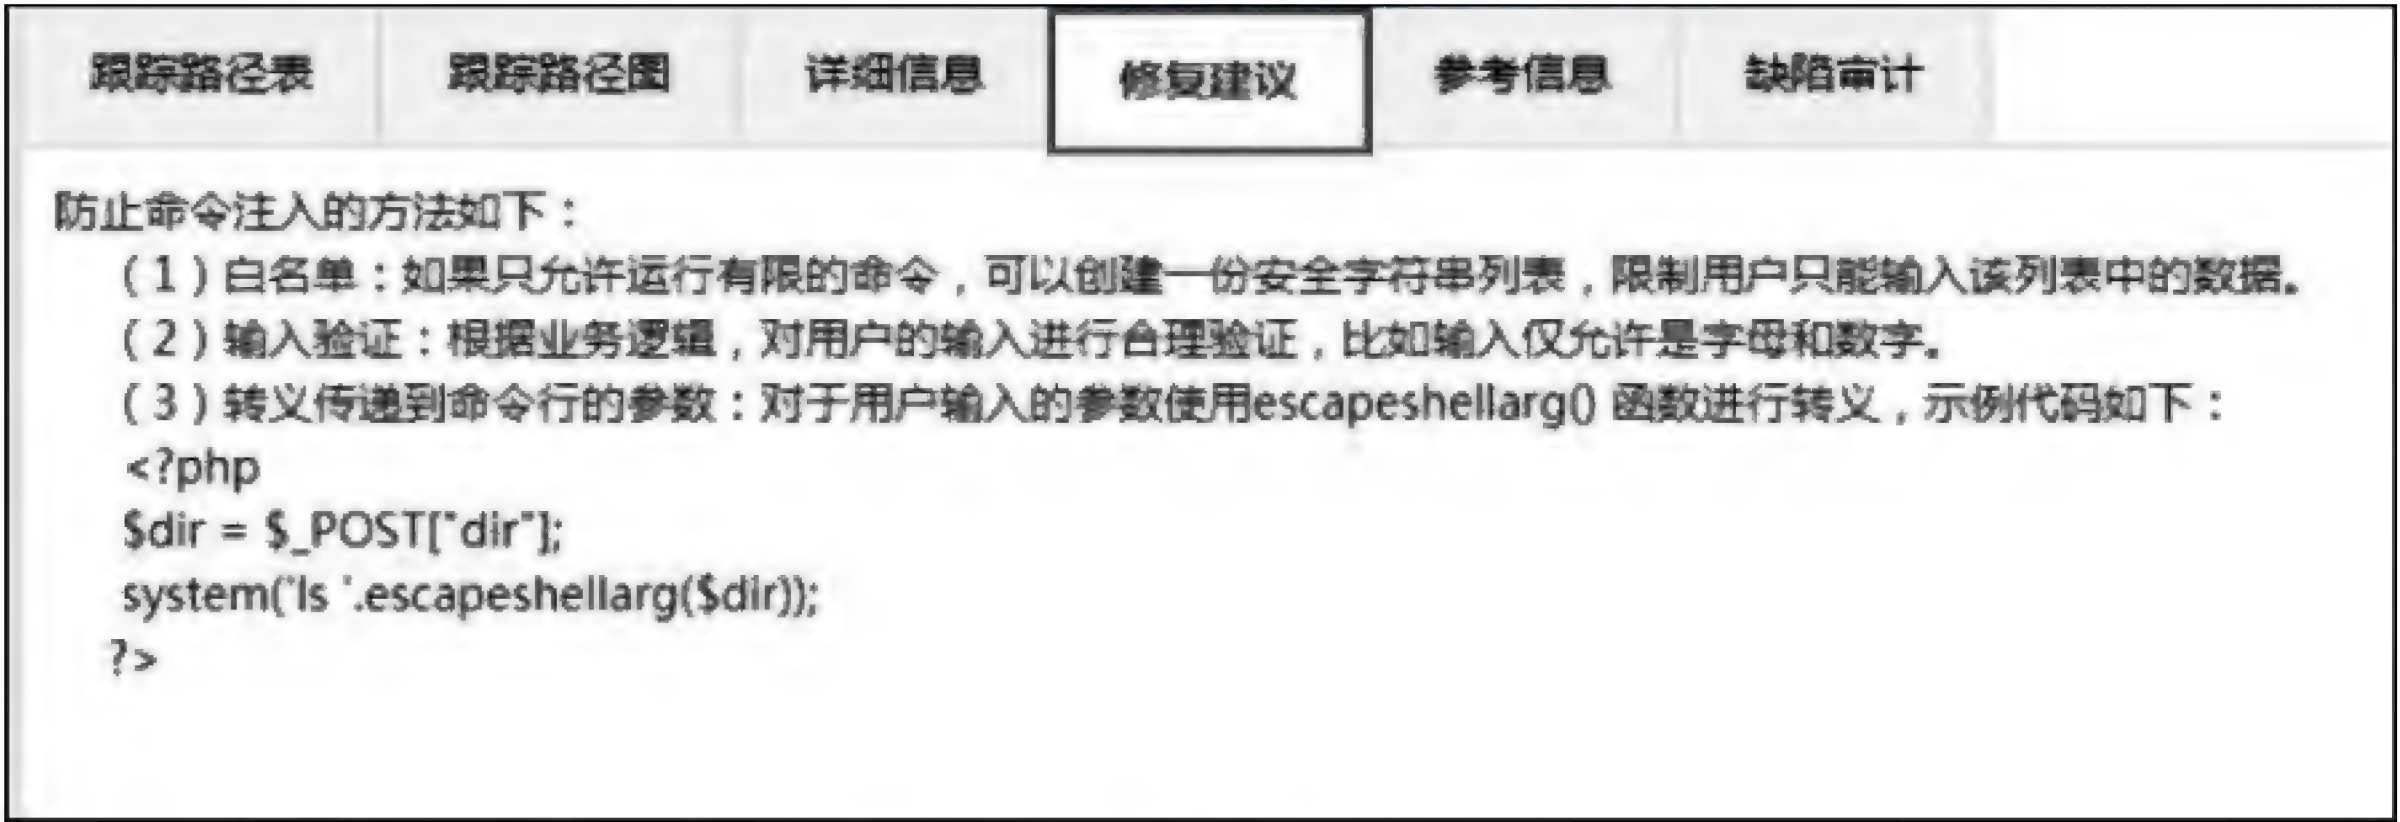 跟踪路径表 跟踪路径图 详细信息 修复建议 参考信息 缺陷审计
防止命令注入的方法如下：
（1）白名单：如果只允许运行有限的命令，可以创建一份安全字符串列表，限制用户只能输入该列表中的数据。
（2）输入验证：根据业务逻辑，对用户的输入进行合理验证，比如输入仅允许是字母和数字。
（3）转义传递到命令行的参数：对于用户输入的参数使用escapeshellarg() 函数进行转义，示例代码如下：
<?php
$dir = $_POST["dir"];
system('ls '.escapeshellarg($dir));
?>